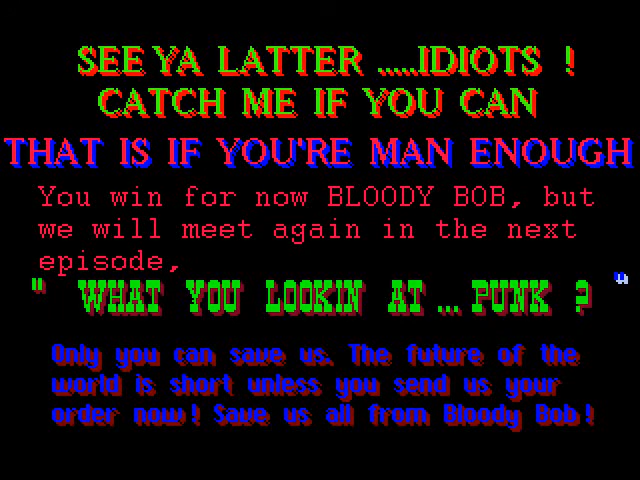 SEE YA LATTER .....IDIOTS !
CATCH ME IF YOU CAN
THAT IS IF YOU'RE MAN ENOUGH
You win for now BLOODY BOB, but
we will meet again in the next
episode,
" WHAT YOU LOOKIN AT ... PUNK ? "
Only you can save us. The future of the
world is short unless you send us your
order now ! Save us all from Bloody Bob !